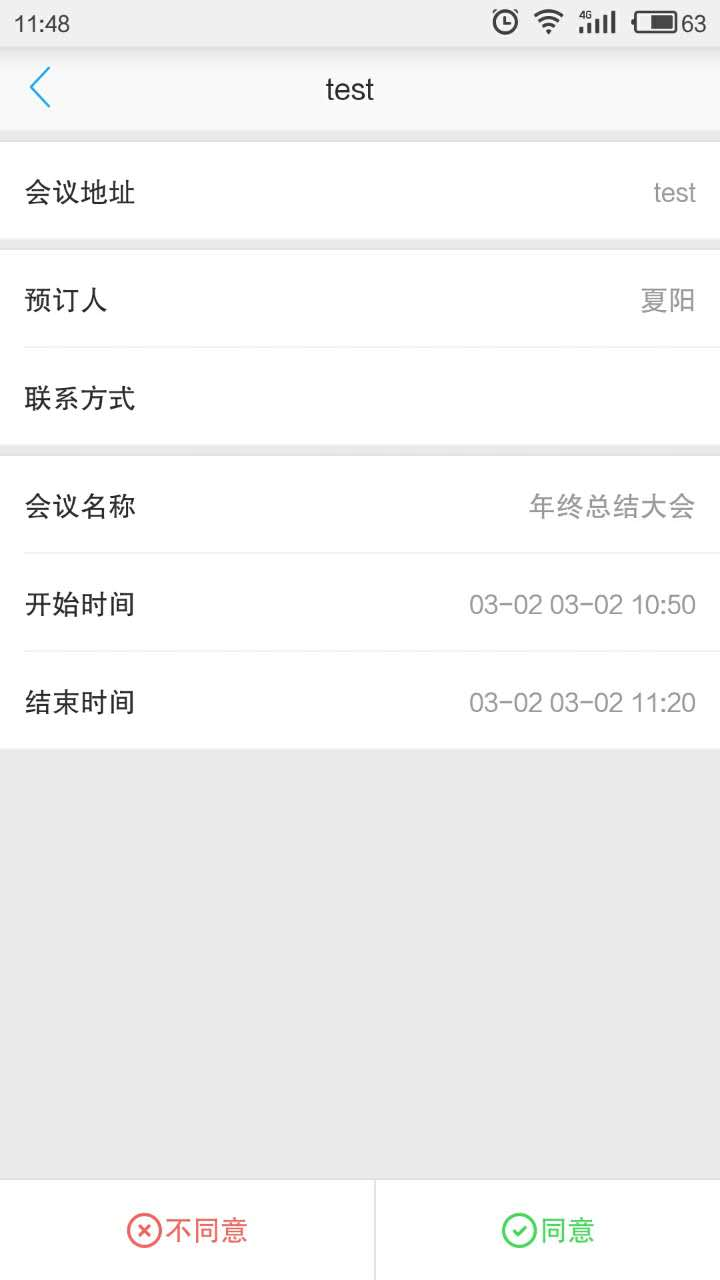 11:48 4G 63
test
会议地址 test
预订人 夏阳
联系方式
会议名称 年终总结大会
开始时间 03-02 03-02 10:50
结束时间 03-02 03-02 11:20
不同意 同意